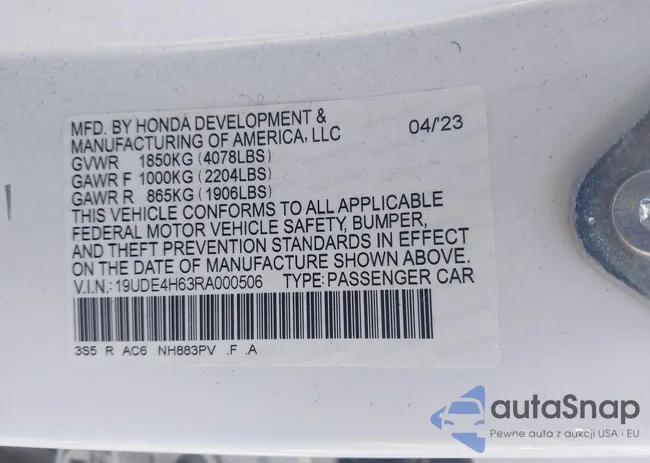 MFD. BY HONDA DEVELOPMENT &
MANUFACTURING OF AMERICA, LLC 04/'23
GVWR 1850KG (4078LBS)
GAWR F 1000KG (2204LBS)
GAWR R 865KG (1906LBS)
THIS VEHICLE CONFORMS TO ALL APPLICABLE
FEDERAL MOTOR VEHICLE SAFETY, BUMPER,
AND THEFT PREVENTION STANDARDS IN EFFECT
ON THE DATE OF MANUFACTURE SHOWN ABOVE.
V.I.N.: 19UDE4H63RA000506 TYPE: PASSENGER CAR
3S5 R AC6 NH883PV .F .A
autaSnap
Pewne auta z aukcji USA i EU